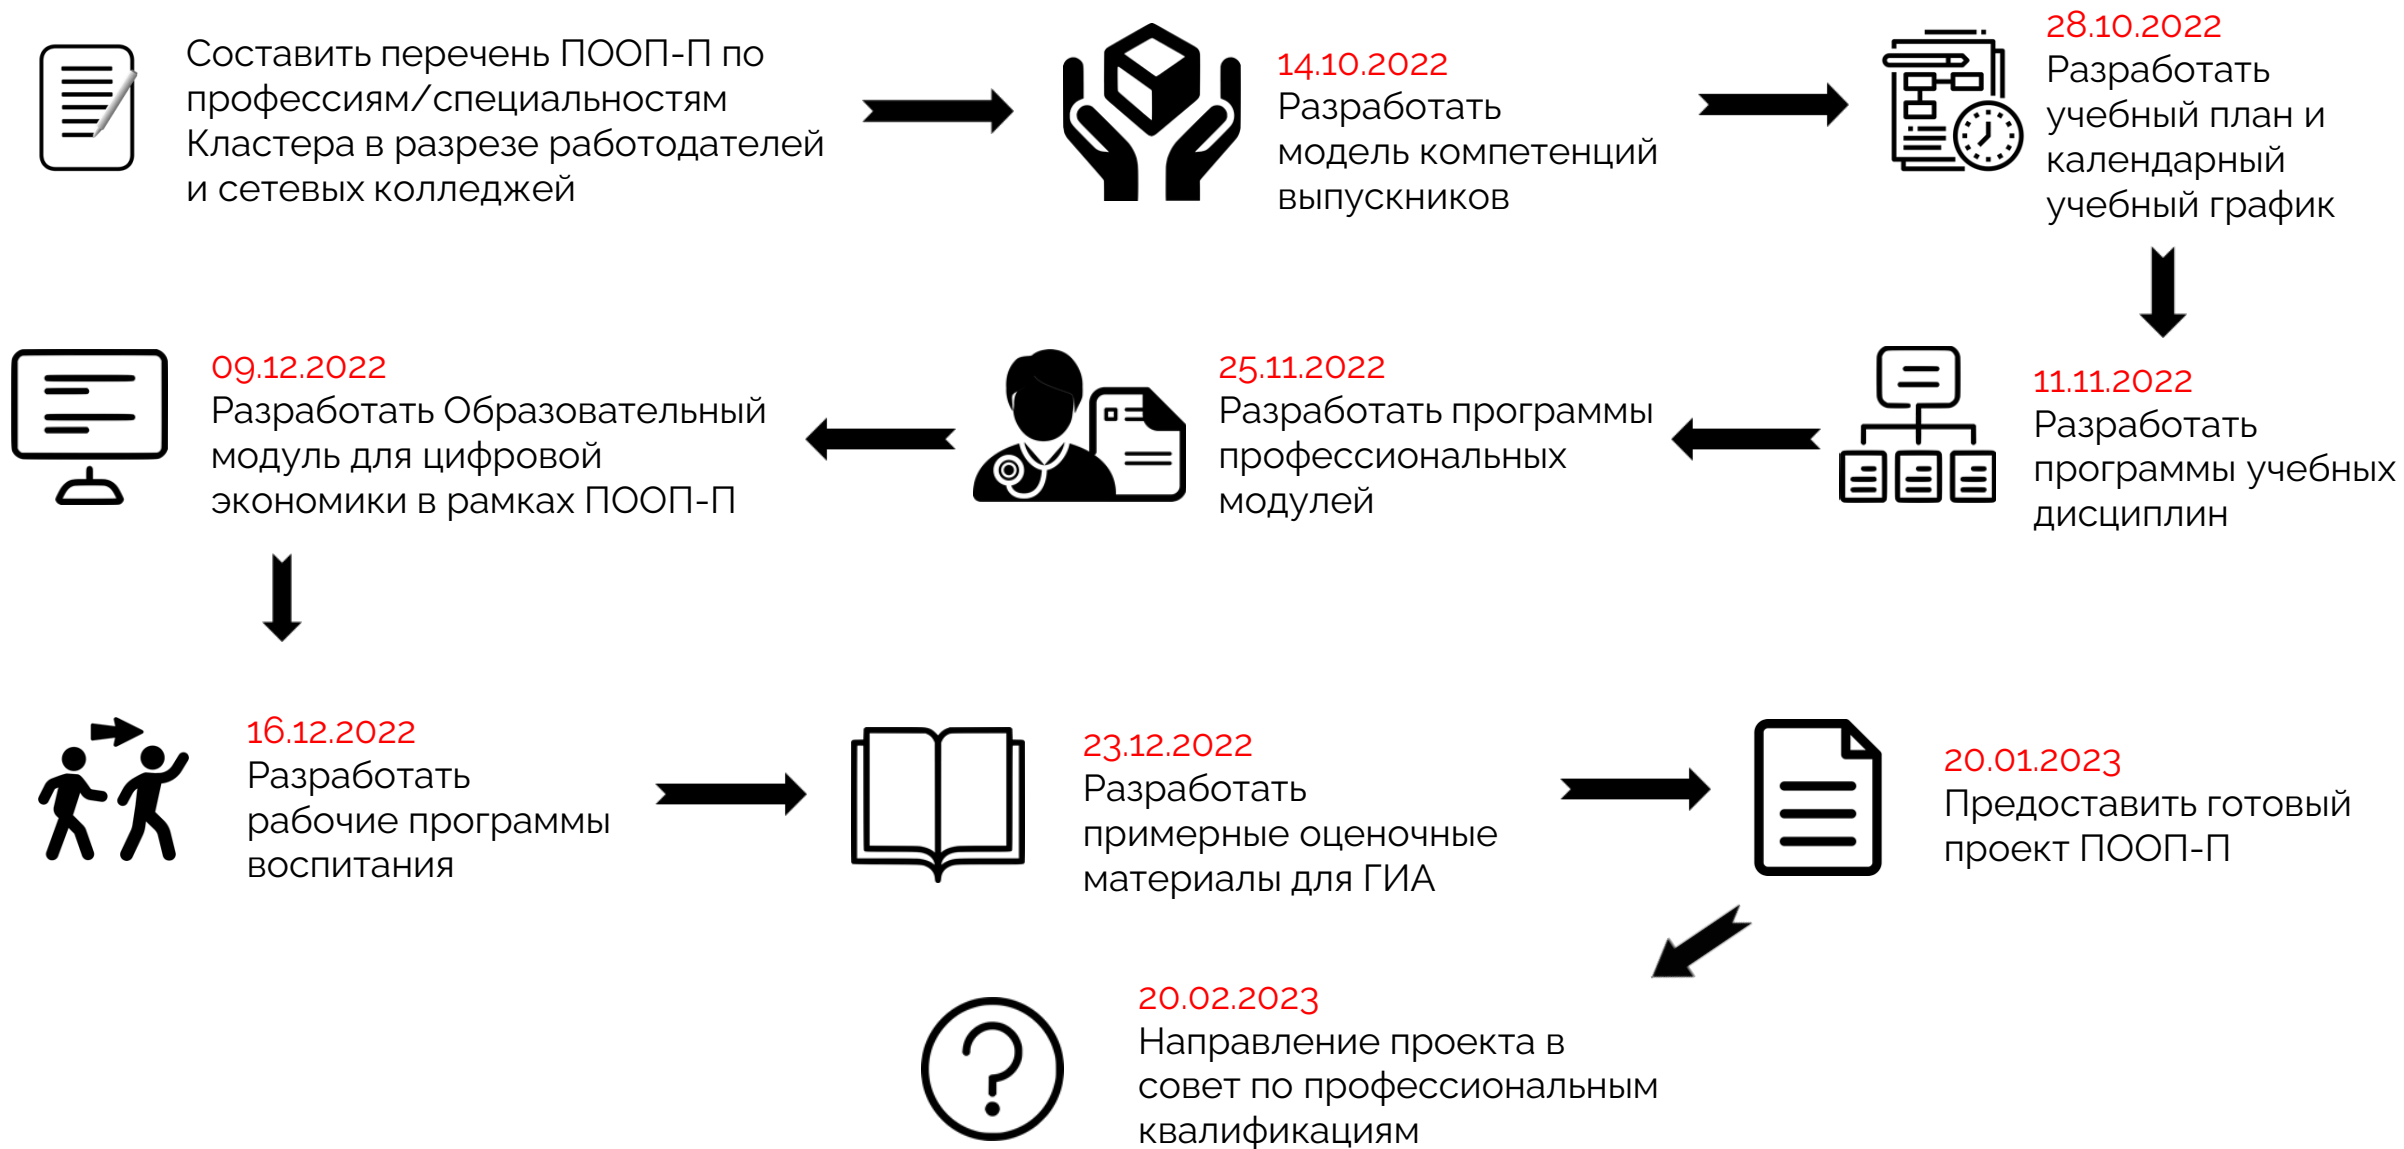 Составить перечень ПООП-П по
профессиям/специальностям
Кластера в разрезе работодателей
и сетевых колледжей
14.10.2022
Разработать
модель компетенций
выпускников
28.10.2022
Разработать
учебный план и
календарный
учебный график
11.11.2022
Разработать
программы учебных
дисциплин
25.11.2022
Разработать программы
профессиональных
модулей
09.12.2022
Разработать Образовательный
модуль для цифровой
экономики в рамках ПООП-П
16.12.2022
Разработать
рабочие программы
воспитания
23.12.2022
Разработать
примерные оценочные
материалы для ГИА
20.01.2023
Предоставить готовый
проект ПООП-П
20.02.2023
Направление проекта в
совет по профессиональным
квалификациям